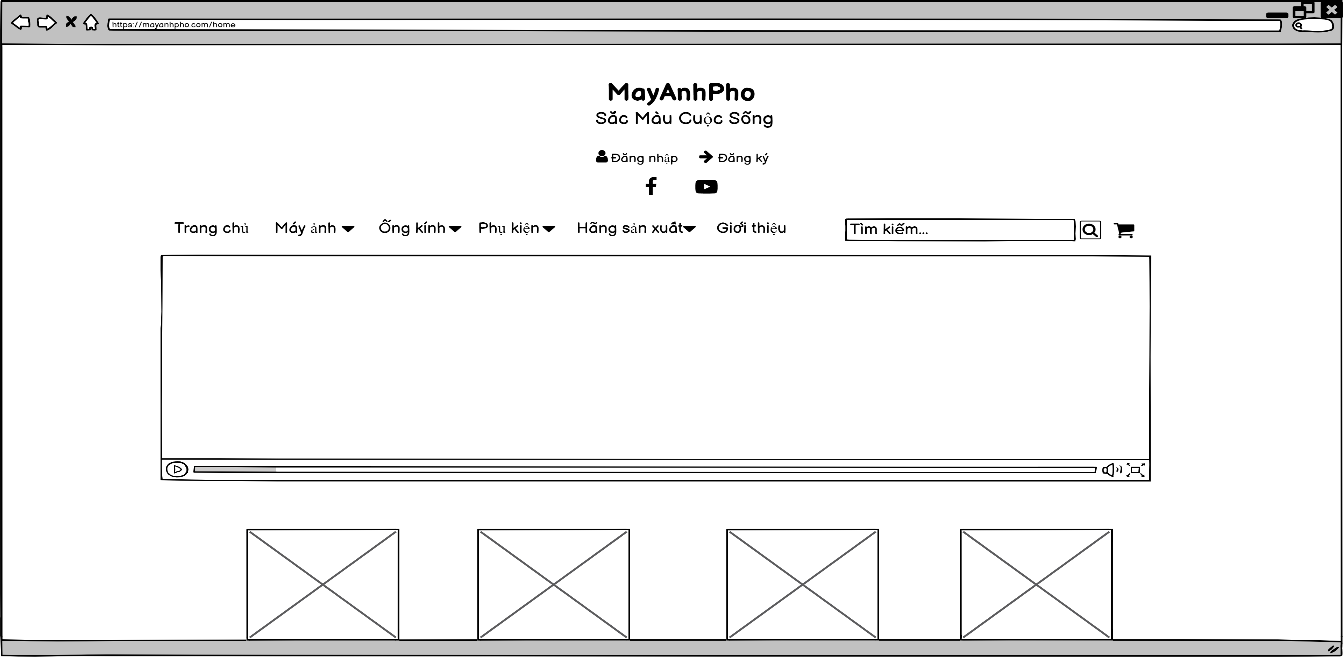 https://mayanhpho.com/home
MayAnhPho
Sắc Màu Cuộc Sống
Đăng nhập Đăng ký
Trang chủ Máy ảnh Ống kính Phụ kiện Hãng sản xuất Giới thiệu Tìm kiếm...